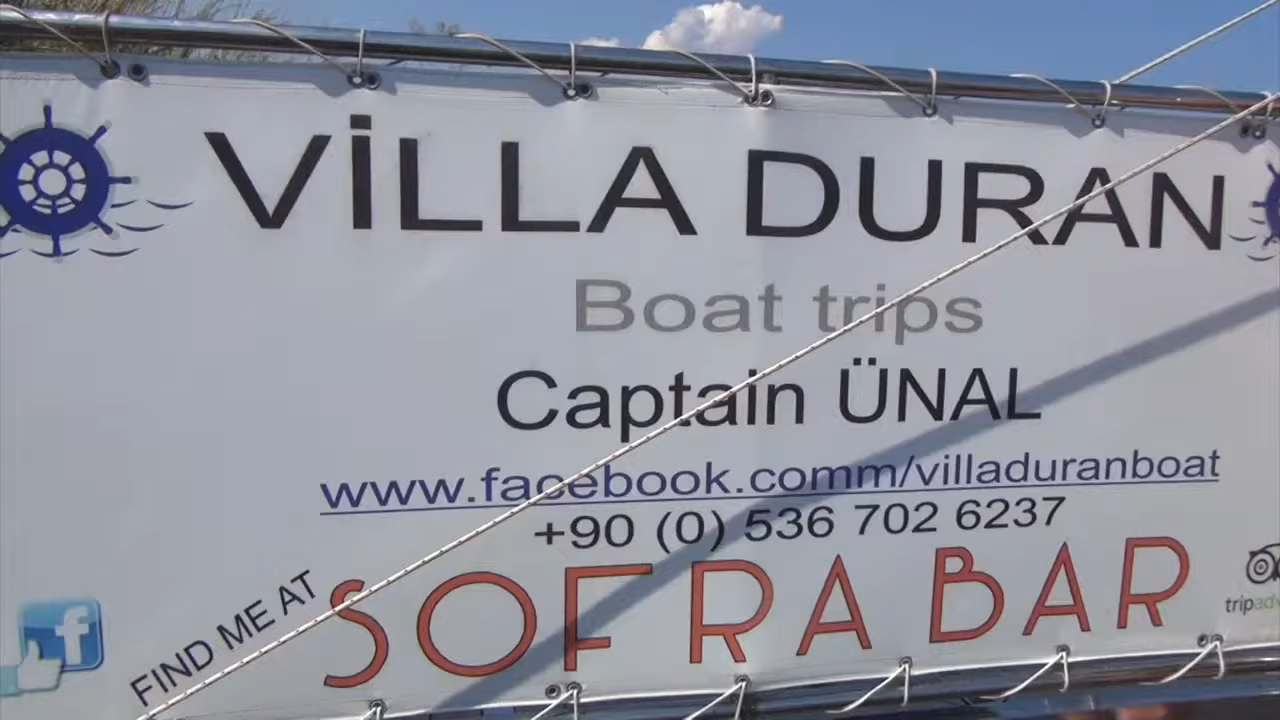 VİLLA DURAN
Boat trips
Captain ÜNAL
www.facebook.comm/villaduranboat
+90 (0) 536 702 6237
FIND ME AT SOFRA BAR
f
tripadv